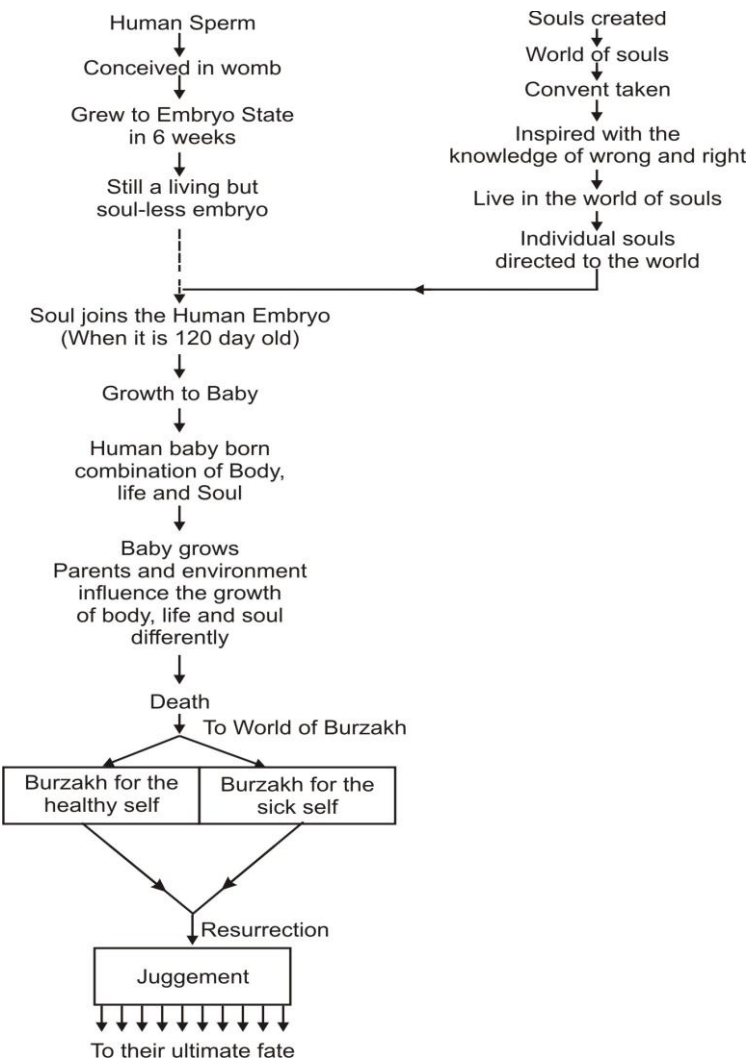 Human Sperm
Conceived in womb
Grew to Embryo State
in 6 weeks
Still a living but
soul-less embryo
Souls created
World of souls
Convent taken
Inspired with the
knowledge of wrong and right
Live in the world of souls
Individual souls
directed to the world
Soul joins the Human Embryo
(When it is 120 day old)
Growth to Baby
Human baby born
combination of Body,
life and Soul
Baby grows
Parents and environment
influence the growth
of body, life and soul
differently
Death
To World of Burzakh
Burzakh for the
healthy self
Burzakh for the
sick self
Resurrection
Juggement
To their ultimate fate